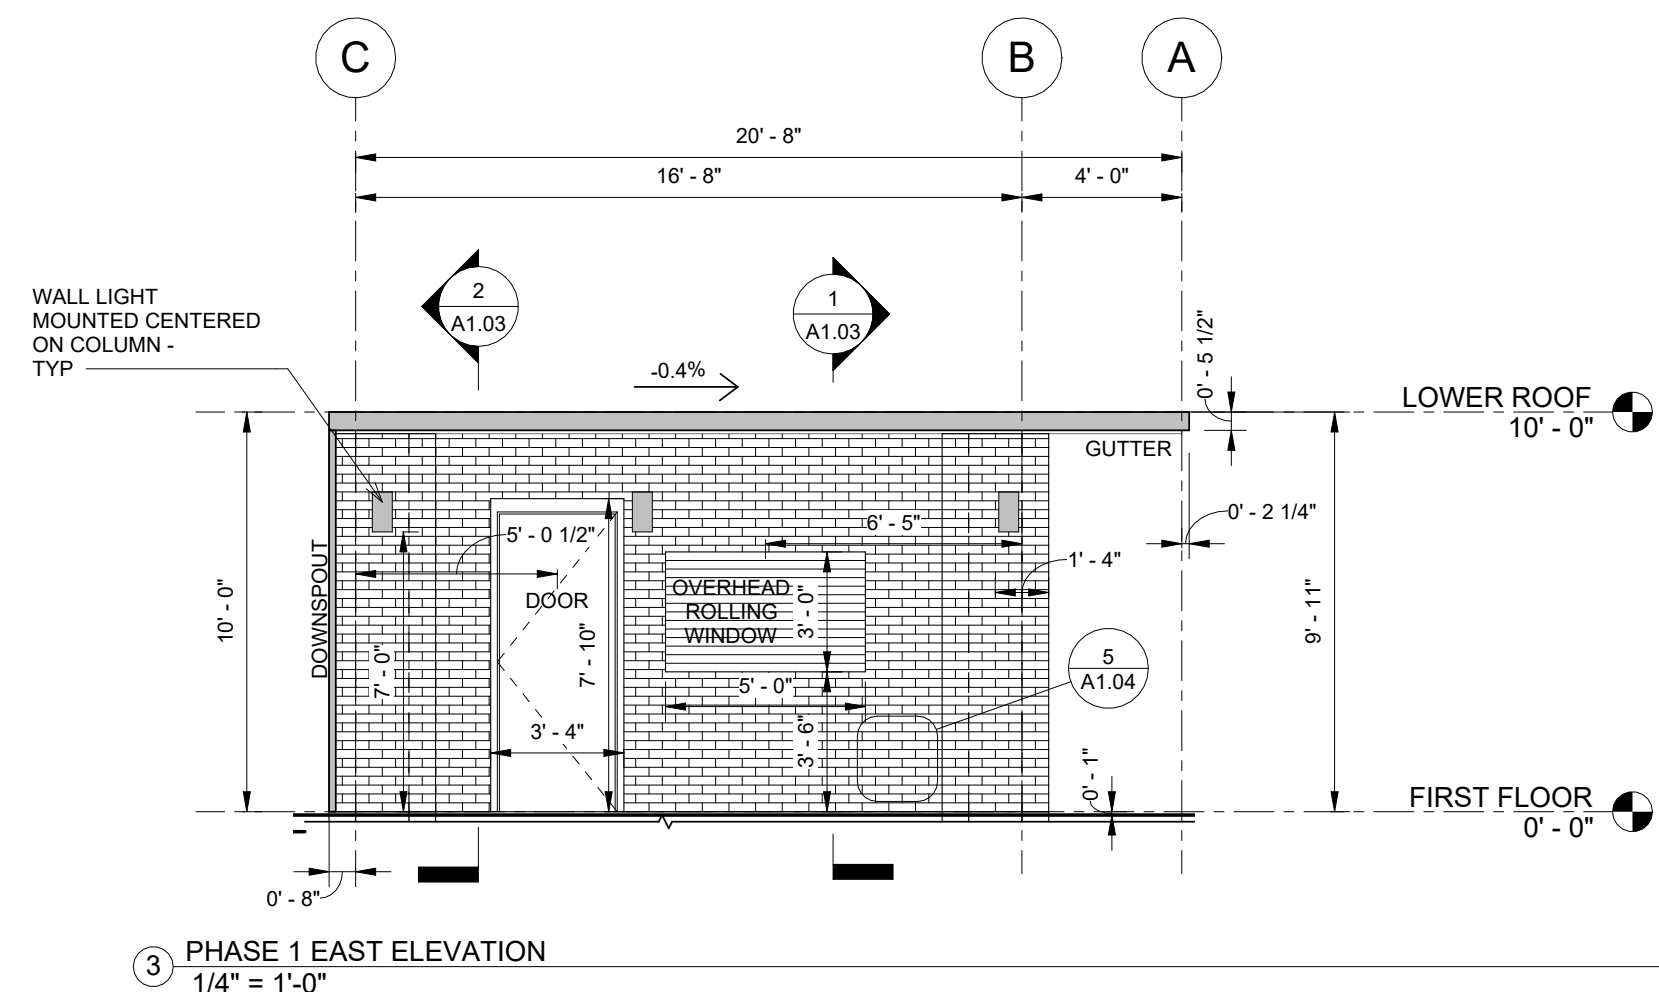 C
B
A
20' - 8"
16' - 8"
4' - 0"
2
A1.03
1
A1.03
WALL LIGHT
MOUNTED CENTERED
ON COLUMN -
TYP
-0.4%
0' - 5 1/2"
LOWER ROOF
10' - 0"
GUTTER
6' - 5"
0' - 2 1/4"
5' - 0 1/2"
1' - 4"
DOWNSPOUT
10' - 0"
DOOR
OVERHEAD
ROLLING
WINDOW
3' - 0"
9' - 11"
7' - 0"
7' - 10"
5' - 0"
5
A1.04
3' - 4"
3' - 6"
0' - 1"
FIRST FLOOR
0' - 0"
0' - 8"
3
PHASE 1 EAST ELEVATION
1/4" = 1'-0"